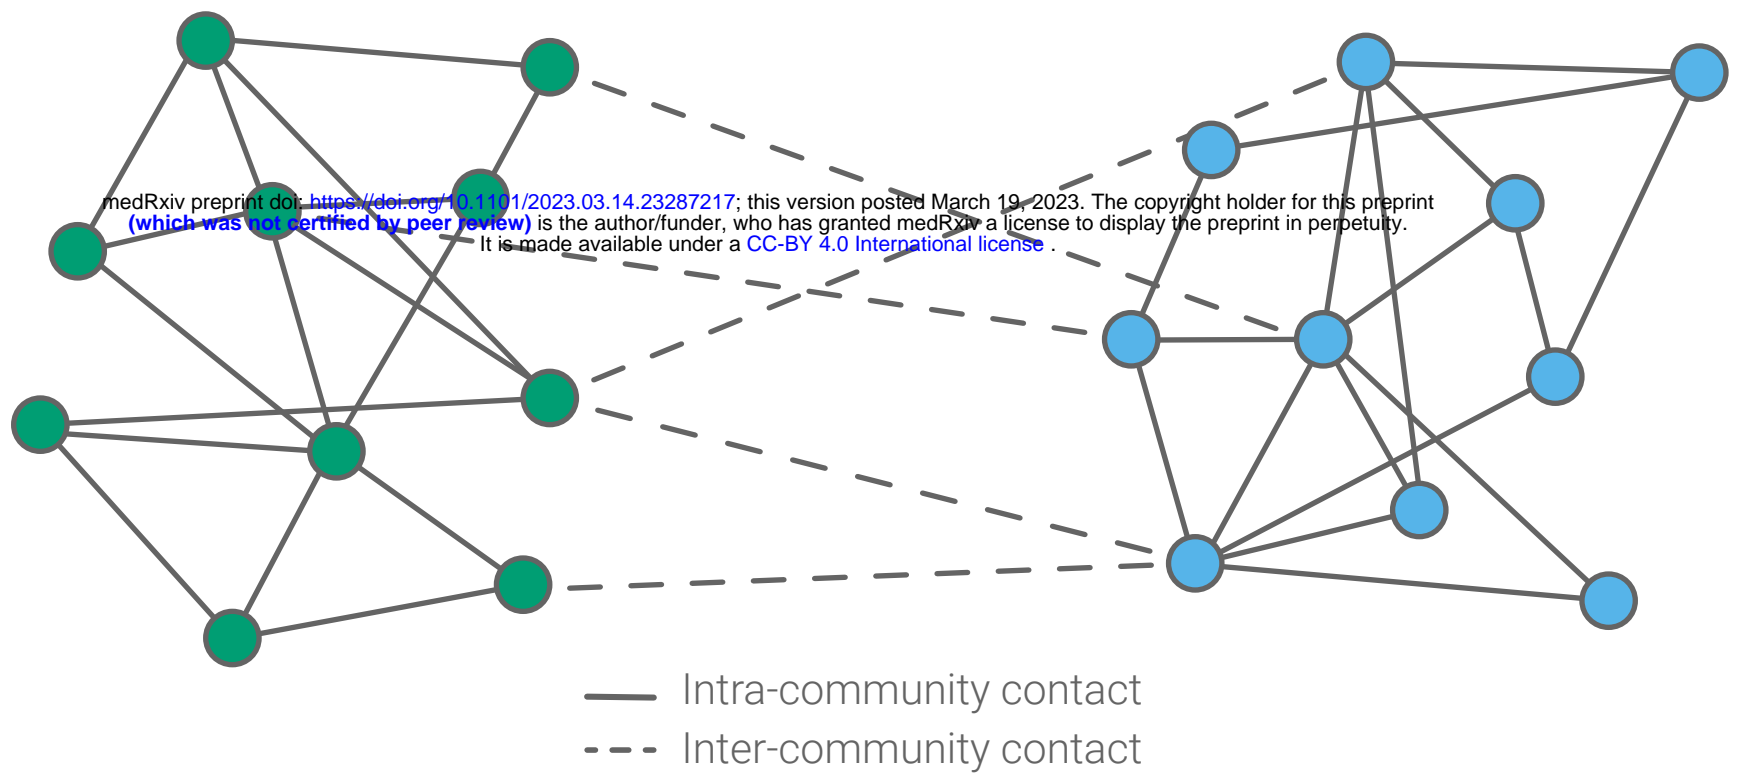 medRxiv preprint doi: https://doi.org/10.1101/2023.03.14.23287217; this version posted March 19, 2023. The copyright holder for this preprint
(which was not certified by peer review) is the author/funder, who has granted medRxiv a license to display the preprint in perpetuity.
It is made available under a CC-BY 4.0 International license .
Intra-community contact
Inter-community contact